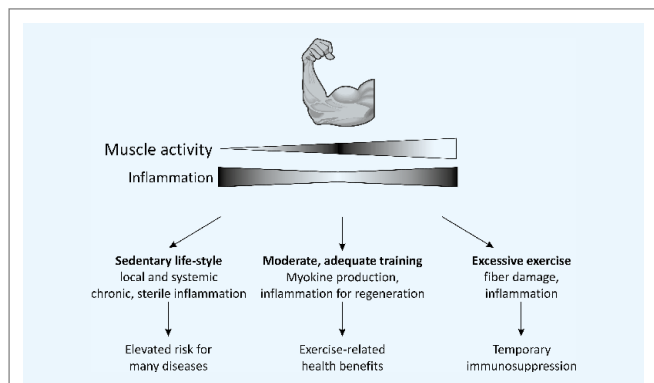 Muscle activity
Inflammation
Sedentary life-style
local and systemic
chronic, sterile inflammation
Moderate, adequate training
Myokine production,
inflammation for regeneration
Excessive exercise
fiber damage,
inflammation
Elevated risk for
many diseases
Exercise-related
health benefits
Temporary
immunosuppression